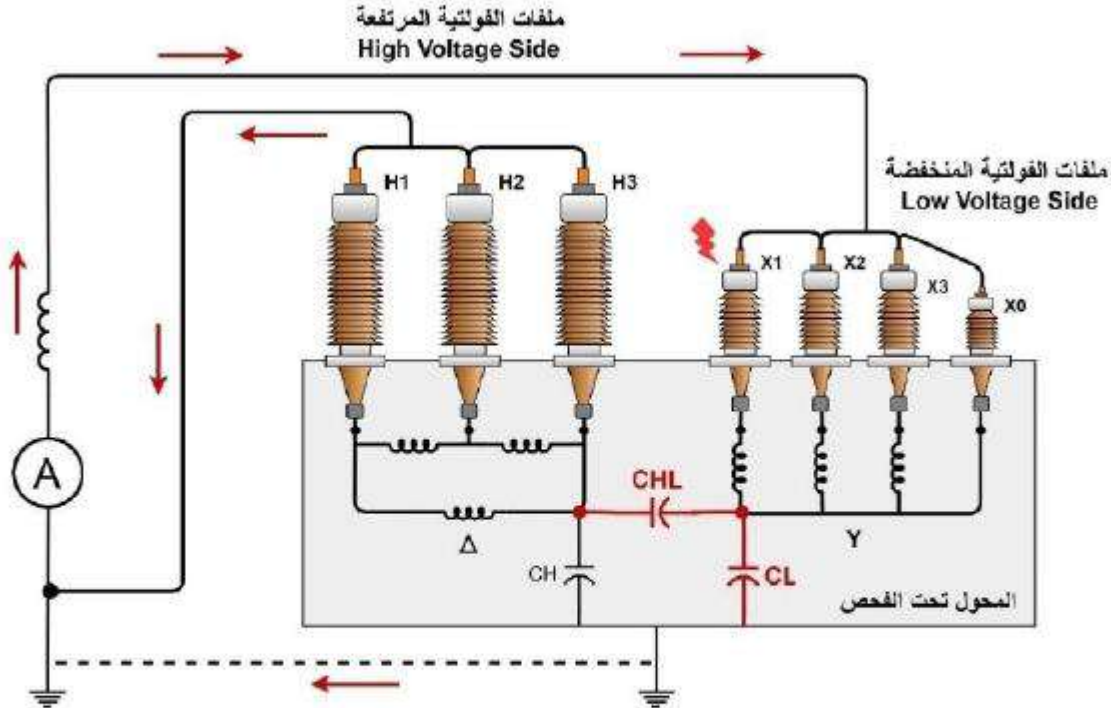 ملفات الفولتية المرتفعة
High Voltage Side
ملفات الفولتية المنخفضة
Low Voltage Side
H1
H2
H3
X1
X2
X3
X0
A
CHL
Δ
CH
CL
Y
المحول تحت الفحص